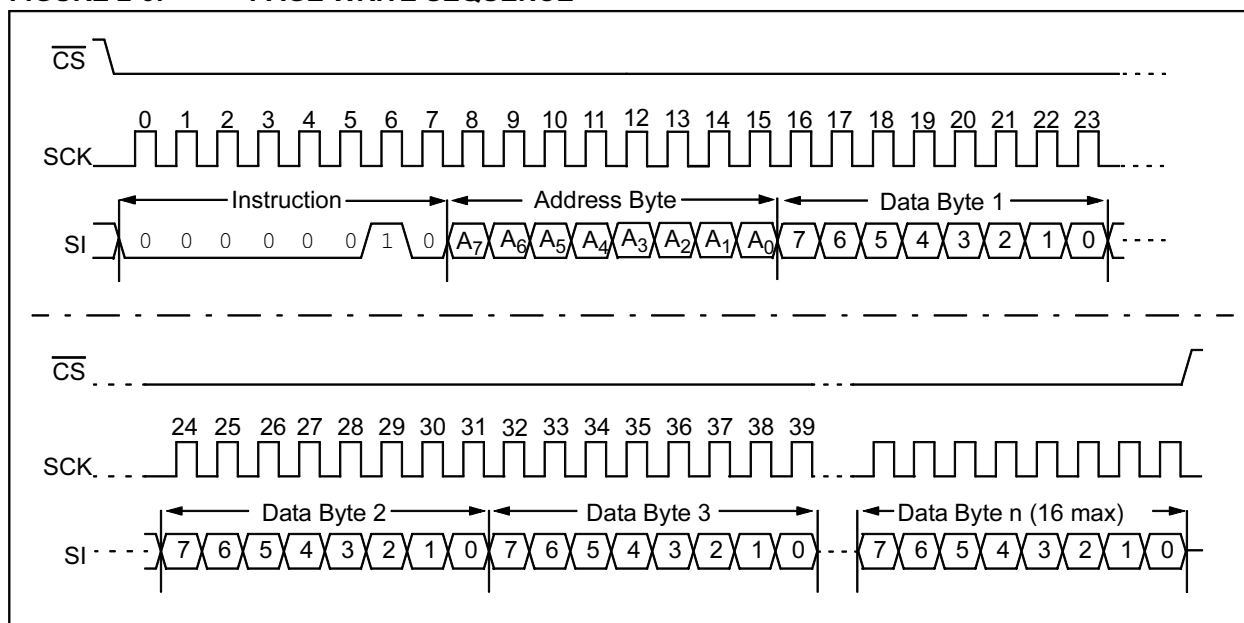 CS
0 1 2 3 4 5 6 7 8 9 10 11 12 13 14 15 16 17 18 19 20 21 22 23
SCK
Instruction Address Byte Data Byte 1
SI 0 0 0 0 0 0 1 0 A7 A6 A5 A4 A3 A2 A1 A0 7 6 5 4 3 2 1 0
CS
24 25 26 27 28 29 30 31 32 33 34 35 36 37 38 39
SCK
Data Byte 2 Data Byte 3 Data Byte n (16 max)
SI 7 6 5 4 3 2 1 0 7 6 5 4 3 2 1 0 7 6 5 4 3 2 1 0